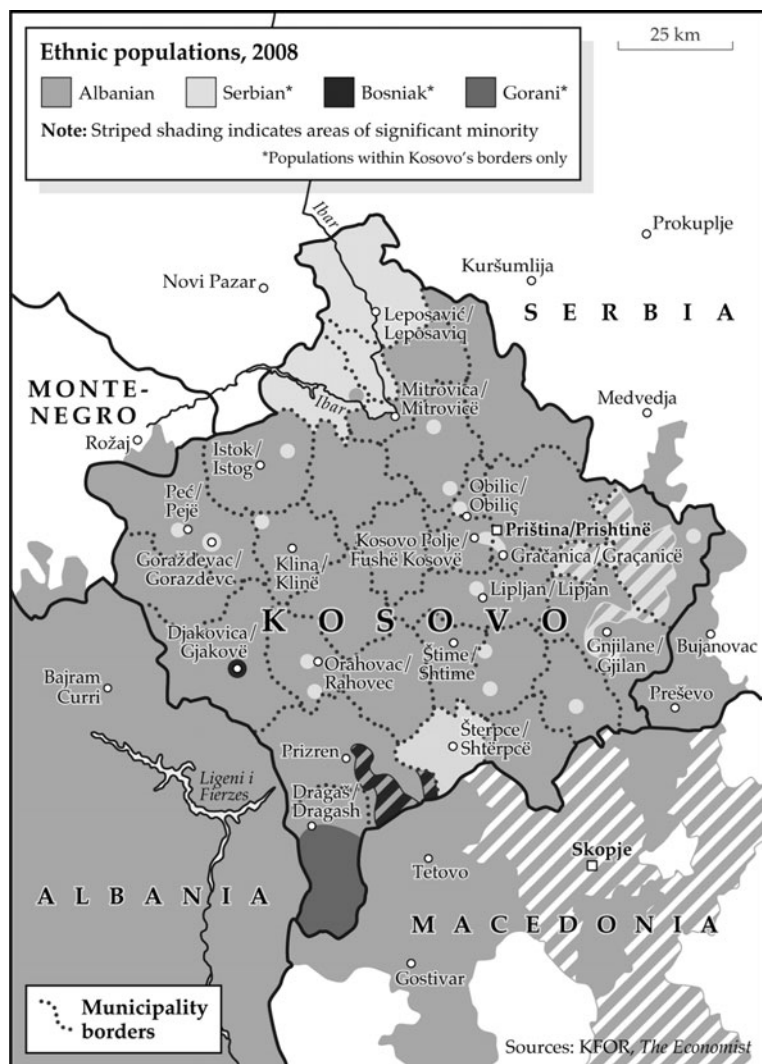 Ethnic populations, 2008
Albanian
Serbian*
Bosniak*
Gorani*
Note: Striped shading indicates areas of significant minority
*Populations within Kosovo's borders only
25 km
Ibar
Prokuplje
Kuršumlija
Novi Pazar
SERBIA
Leposavić/
Leposaviq
MONTE-
NEGRO
Mitrovica/
Mitrovicë
Ibar
Medvedja
Rožaj
Istok/
Istog
Peć/
Pejë
Obilic/
Obiliç
Priština/Prishtinë
Goraždevac/
Gorazdevc
Klina/
Klinë
Kosovo Polje/
Fushë Kosovë
Gračanica/Graçanicë
Lipljan/Lipjan
KOSOVO
Djakovica/
Gjakovë
Orahovac/
Rahovec
Štime/
Shtime
Gnjilane/
Gjilan
Bujanovac
Bajram
Curri
Preševo
Šterpce/
Shtërpcë
Prizren
Ligeni i
Fierzes
Dragaš/
Dragash
Skopje
Tetovo
ALBANIA
MACEDONIA
Gostivar
Municipality
borders
Sources: KFOR, The Economist